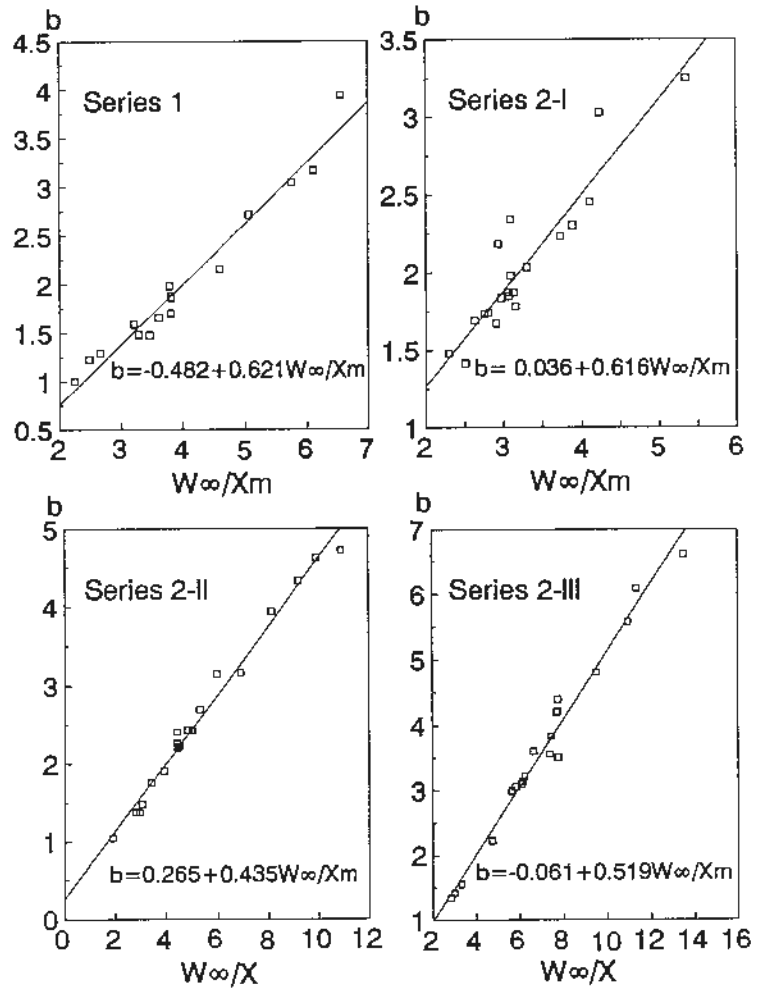 b
4.5
4
3.5
3
2.5
2
1.5
1
0.5
Series 1
b=-0.482+0.621W∞/Xm
2 3 4 5 6 7
W∞/Xm
b
3.5
3
2.5
2
1.5
1
Series 2-I
b= 0.036+0.616W∞/Xm
2 3 4 5 6
W∞/Xm
b
5
4
3
2
1
0
Series 2-II
b=0.265+0.435W∞/Xm
0 2 4 6 8 10 12
W∞/X
b
7
6
5
4
3
2
1
Series 2-III
b=-0.061+0.519W∞/Xm
2 4 6 8 10 12 14 16
W∞/X